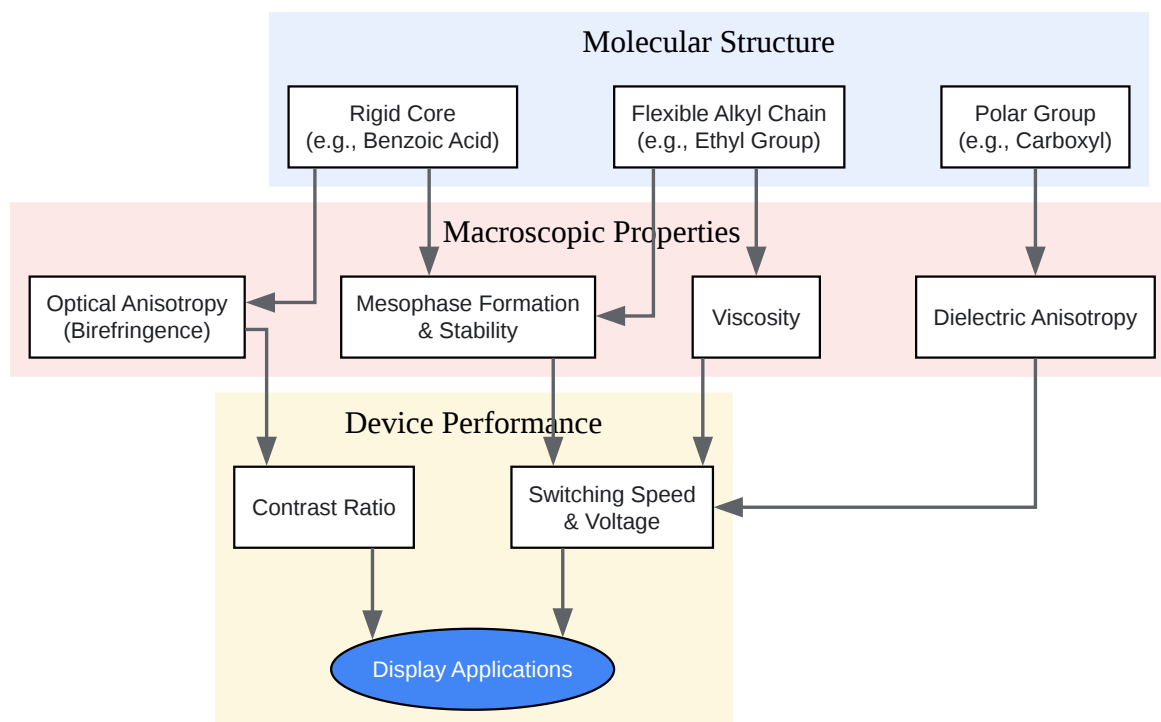 Molecular Structure
Rigid Core
(e.g., Benzoic Acid)
Flexible Alkyl Chain
(e.g., Ethyl Group)
Polar Group
(e.g., Carboxyl)
Macroscopic Properties
Optical Anisotropy
(Birefringence)
Mesophase Formation
& Stability
Viscosity
Dielectric Anisotropy
Device Performance
Contrast Ratio
Switching Speed
& Voltage
Display Applications